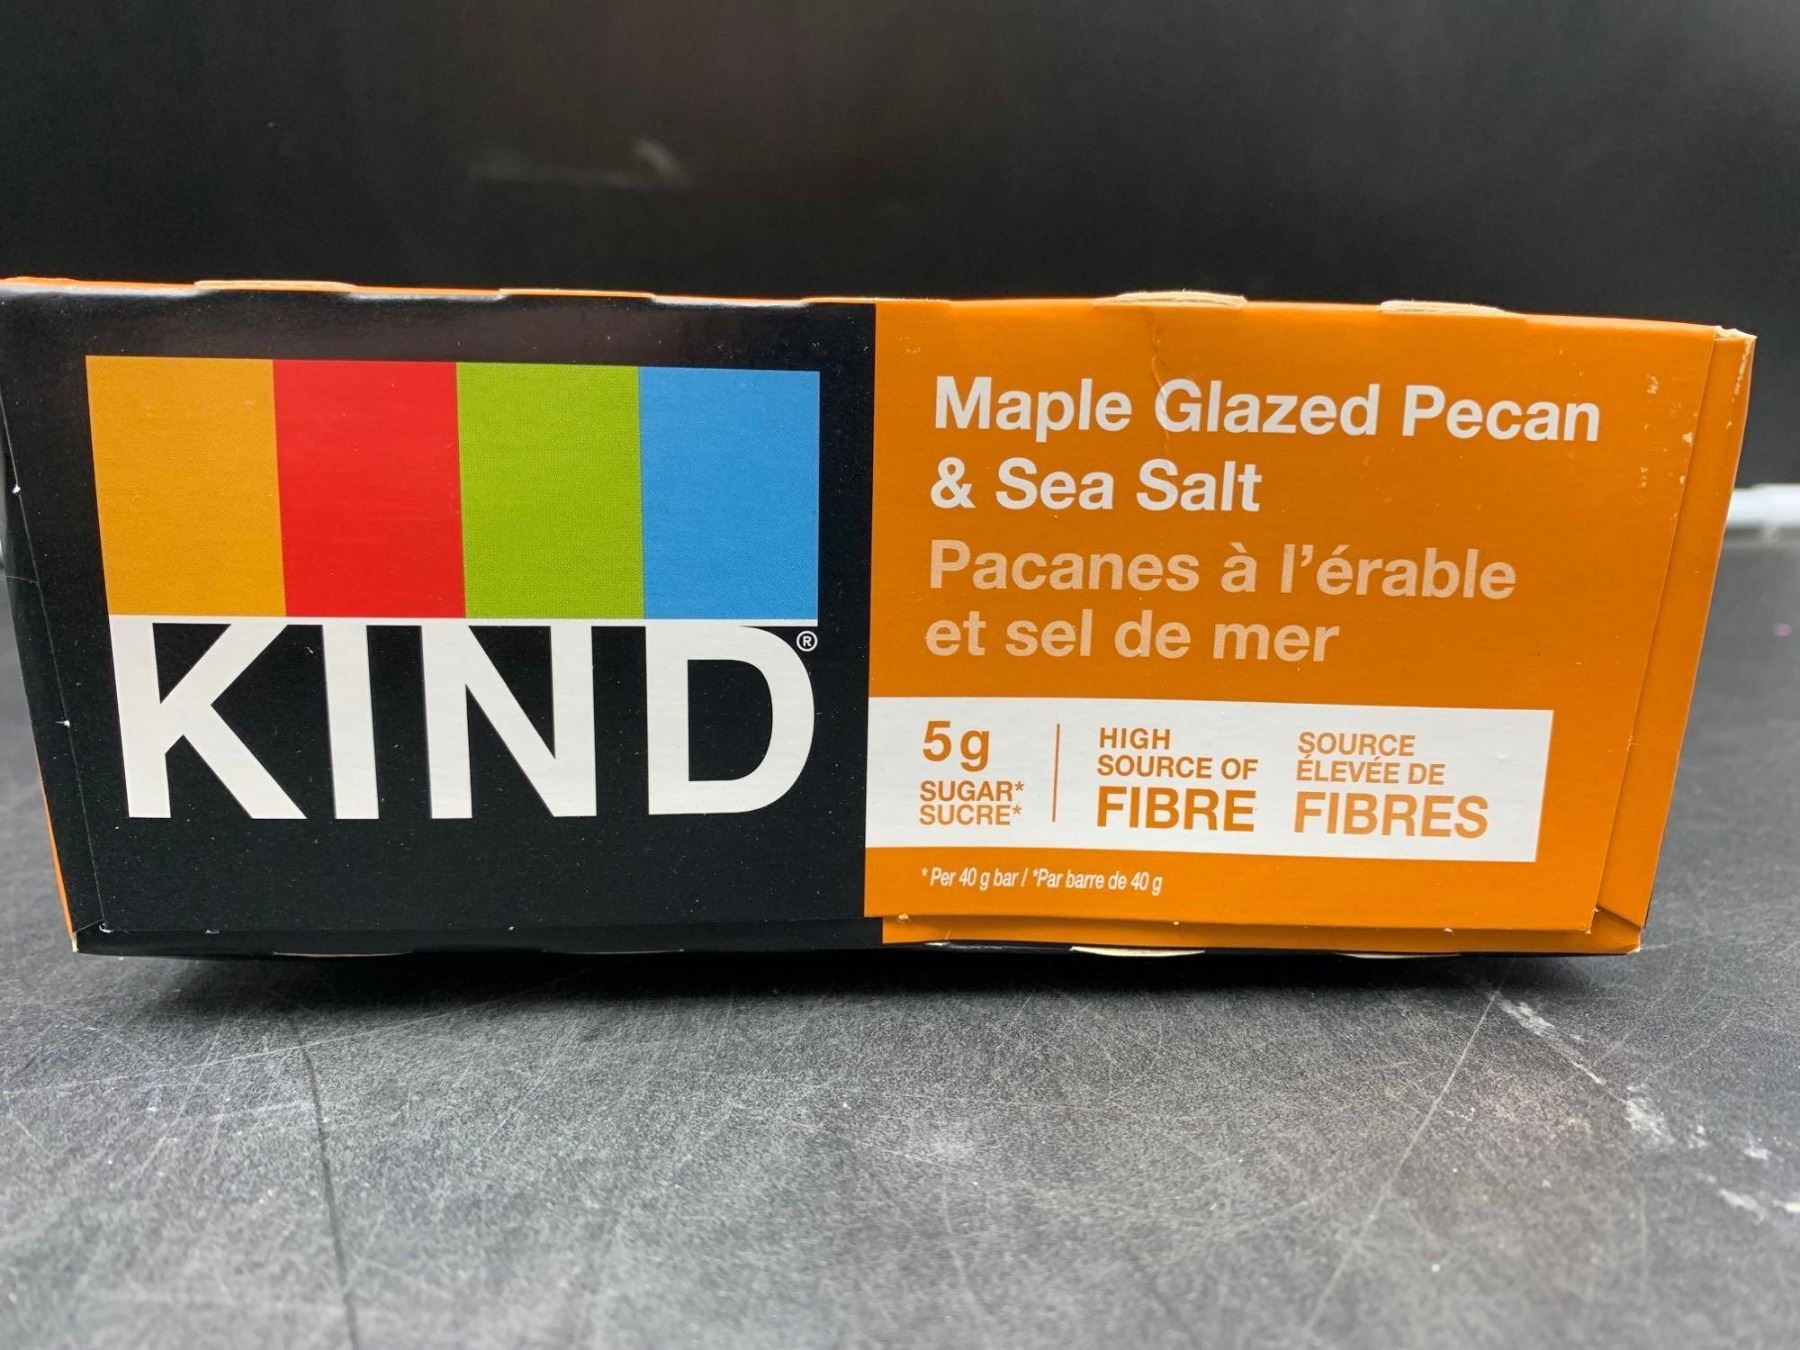 KIND®
Maple Glazed Pecan
& Sea Salt
Pacanes à l'érable
et sel de mer
5g
SUGAR*
SUCRE*
HIGH
SOURCE OF
FIBRE
SOURCE
ÉLEVÉE DE
FIBRES
* Per 40 g bar / *Par barre de 40 g